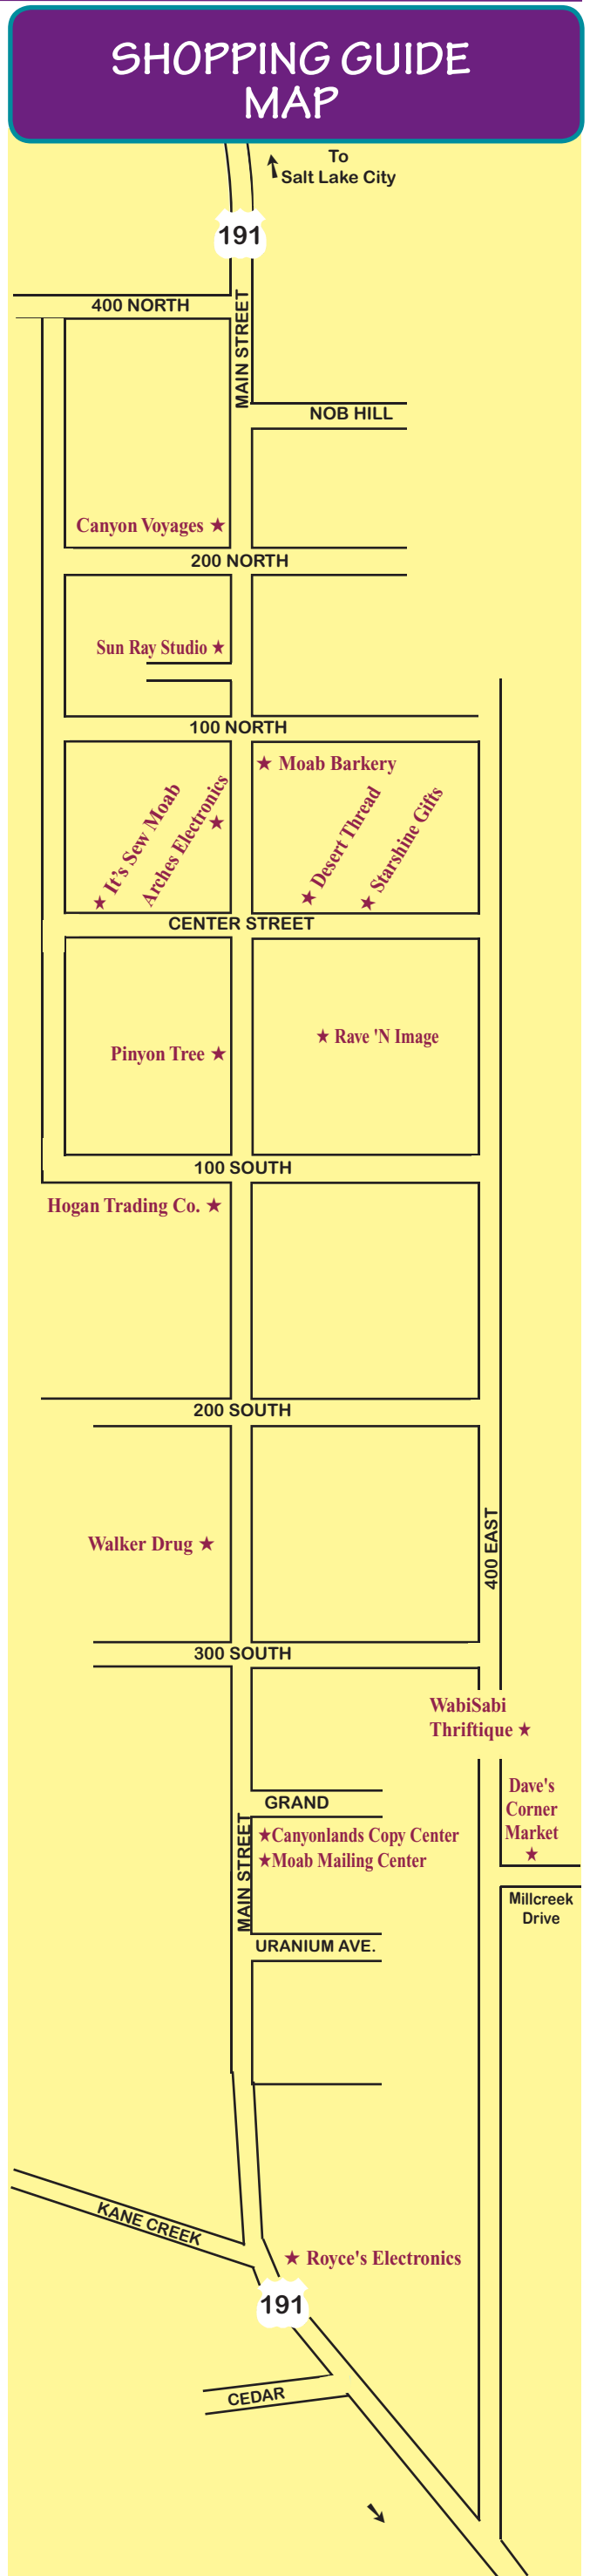 SHOPPING GUIDE
MAP
To
Salt Lake City
191
400 NORTH
MAIN STREET
NOB HILL
Canyon Voyages
200 NORTH
Sun Ray Studio
100 NORTH
Moab Barkery
It's Sew Moab
Arches Electronics
Desert Thread
Starshine Gifts
CENTER STREET
Rave 'N Image
Pinyon Tree
100 SOUTH
Hogan Trading Co.
200 SOUTH
400 EAST
Walker Drug
300 SOUTH
WabiSabi
Thriftique
Dave's
Corner
Market
GRAND
MAIN STREET
Canyonlands Copy Center
Moab Mailing Center
Millcreek
Drive
URANIUM AVE.
KANE CREEK
Royce's Electronics
191
CEDAR